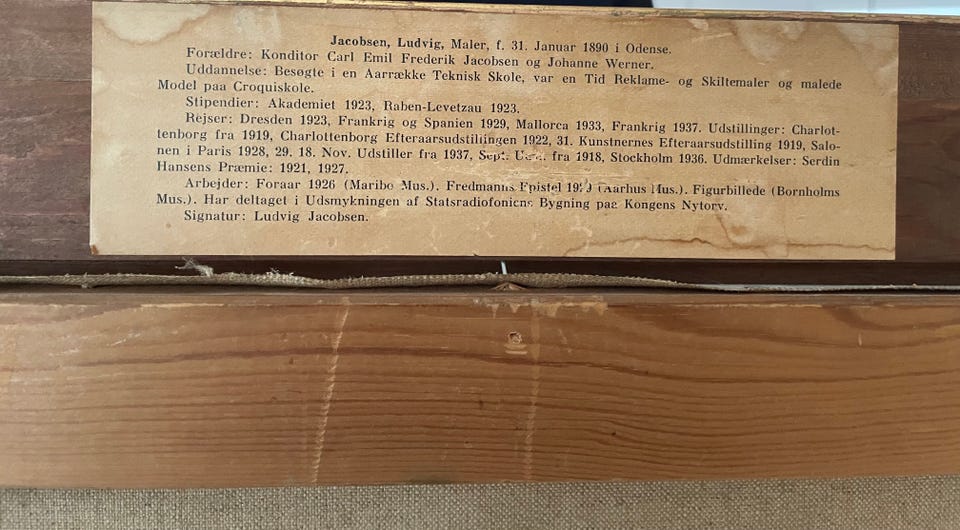 Jacobsen, Ludvig, Maler, f. 31. Januar 1890 i Odense.
Forældre: Konditor Carl Emil Frederik Jacobsen og Johanne Werner.
Uddannelse: Besøgte i en Aarrække Teknisk Skole, var en Tid Reklame- og Skiltemaler og malede
Model paa Croquiskole.
Stipendier: Akademiet 1923, Raben-Levetzau 1923.
Rejser: Dresden 1923, Frankrig og Spanien 1929, Mallorca 1933, Frankrig 1937. Udstillinger: Charlot-
tenborg fra 1919, Charlottenborg Efteraarsudstillingen 1922, 31. Kunstnernes Efteraarsudstilling 1919, Salo-
nen i Paris 1928, 29. 18. Nov. Udstiller fra 1937, Sept. fra 1918, Stockholm 1936. Udmærkelser: Serdin
Hansens Præmie: 1921, 1927.
Arbejder: Foraar 1926 (Maribo Mus.). Fredmanns Epistel (Aarhus Mus.). Figurbillede (Bornholms
Mus.). Har deltaget i Udsmykningen af Statsradiofoniens Bygning paa Kongens Nytorv.
Signatur: Ludvig Jacobsen.